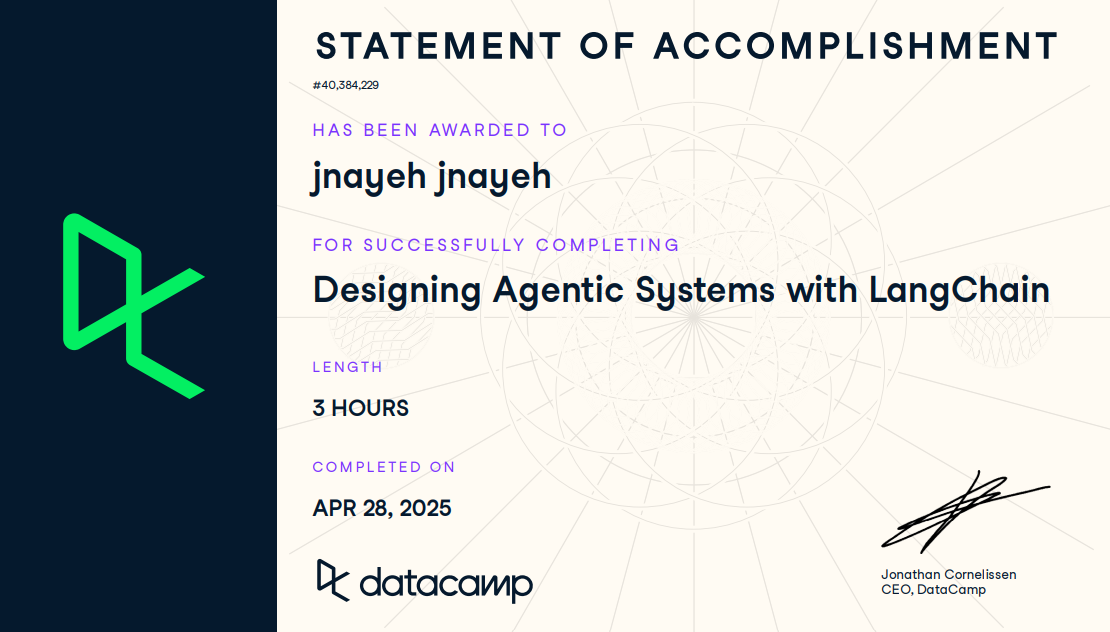 STATEMENT OF ACCOMPLISHMENT
#40,384,229
HAS BEEN AWARDED TO
jnayeh jnayeh
FOR SUCCESSFULLY COMPLETING
Designing Agentic Systems with LangChain
LENGTH
3 HOURS
COMPLETED ON
APR 28, 2025
datacamp
Jonathan Cornelissen
CEO, DataCamp